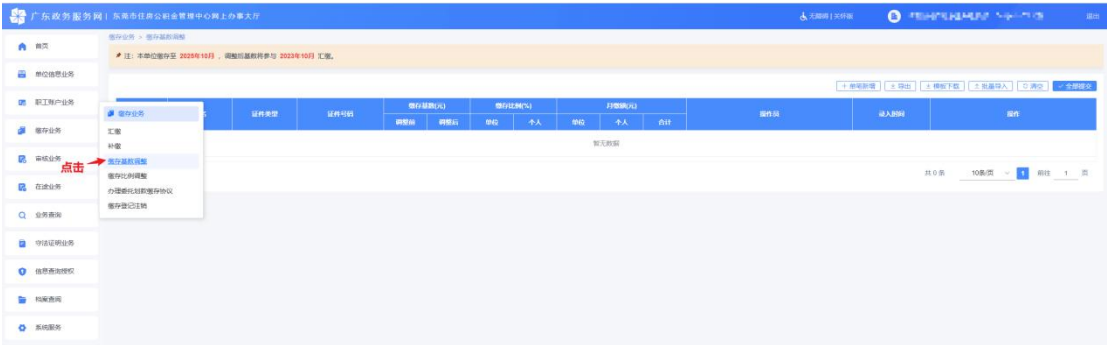 广东政务服务网 | 东莞市住房公积金管理中心网上办事大厅
无障碍 | 关怀版
退出
首页
单位信息业务
职工账户业务
缴存业务
审核业务
在途业务
业务查询
守法证明业务
信息查询授权
档案查阅
系统服务
缴存业务 > 缴存基数调整
注：本单位缴存至 2025年10月，调整后基数将参与 2023年10月 汇缴。
+ 单笔新增 导出 模板下载 批量导入 清空 全部提交
证件类型 证件号码 缴存基数(元) 缴存比例(%) 月缴额(元) 操作员 录入时间 操作
调整前 调整后 单位 个人 单位 个人 合计
暂无数据
共 0 条 10条/页 1 前往 1 页
缴存业务
汇缴
补缴
缴存基数调整
缴存比例调整
办理委托划款缴存协议
缴存登记注销
点击